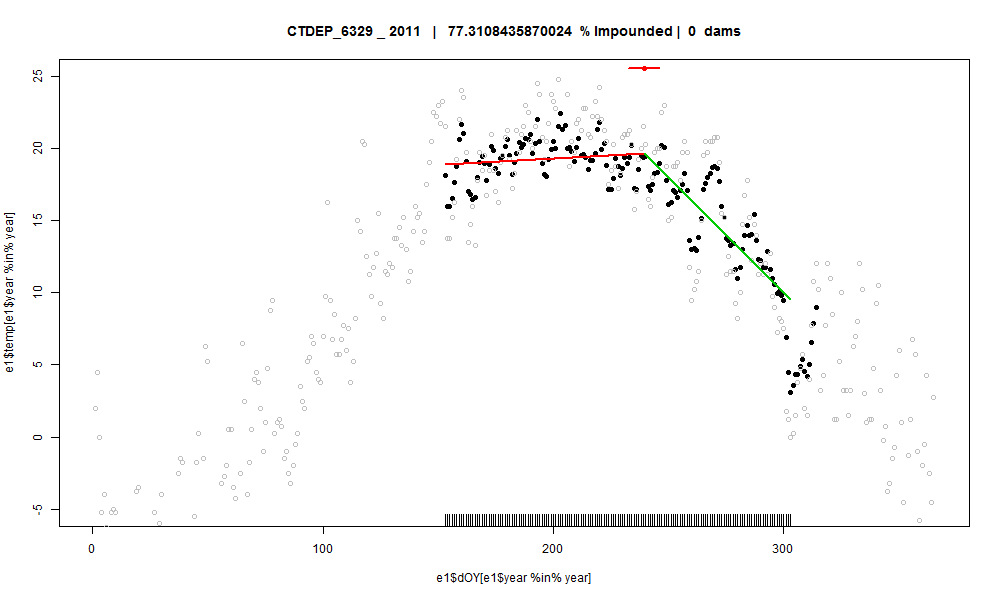 CTDEP_6329 _ 2011 | 77.3108435870024 % Impounded | 0 dams
25
20
15
10
5
0
-5
e1$temp[e1$year %in% year]
0 100 200 300
e1$dOY[e1$year %in% year]